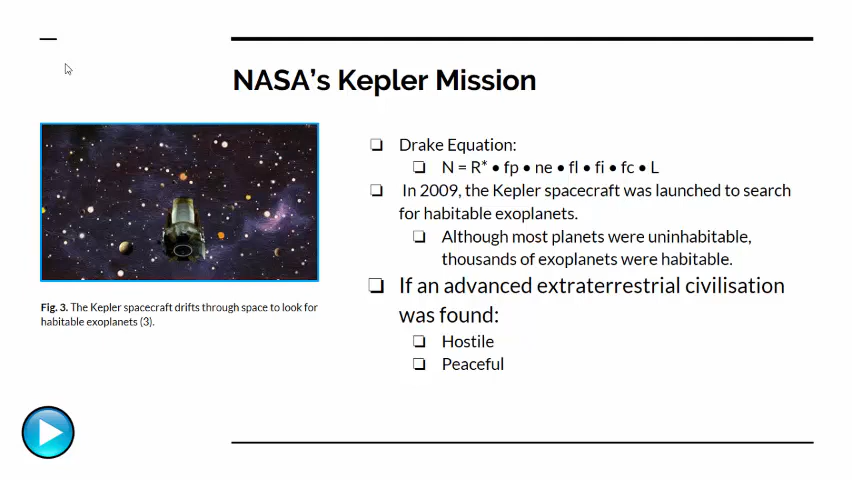 NASA's Kepler Mission
❏ Drake Equation:
❏ N = R* • fp • ne • fl • fi • fc • L
❏ In 2009, the Kepler spacecraft was launched to search
for habitable exoplanets.
❏ Although most planets were uninhabitable,
thousands of exoplanets were habitable.
❏ If an advanced extraterrestrial civilisation
was found:
❏ Hostile
❏ Peaceful
Fig. 3. The Kepler spacecraft drifts through space to look for
habitable exoplanets (3).